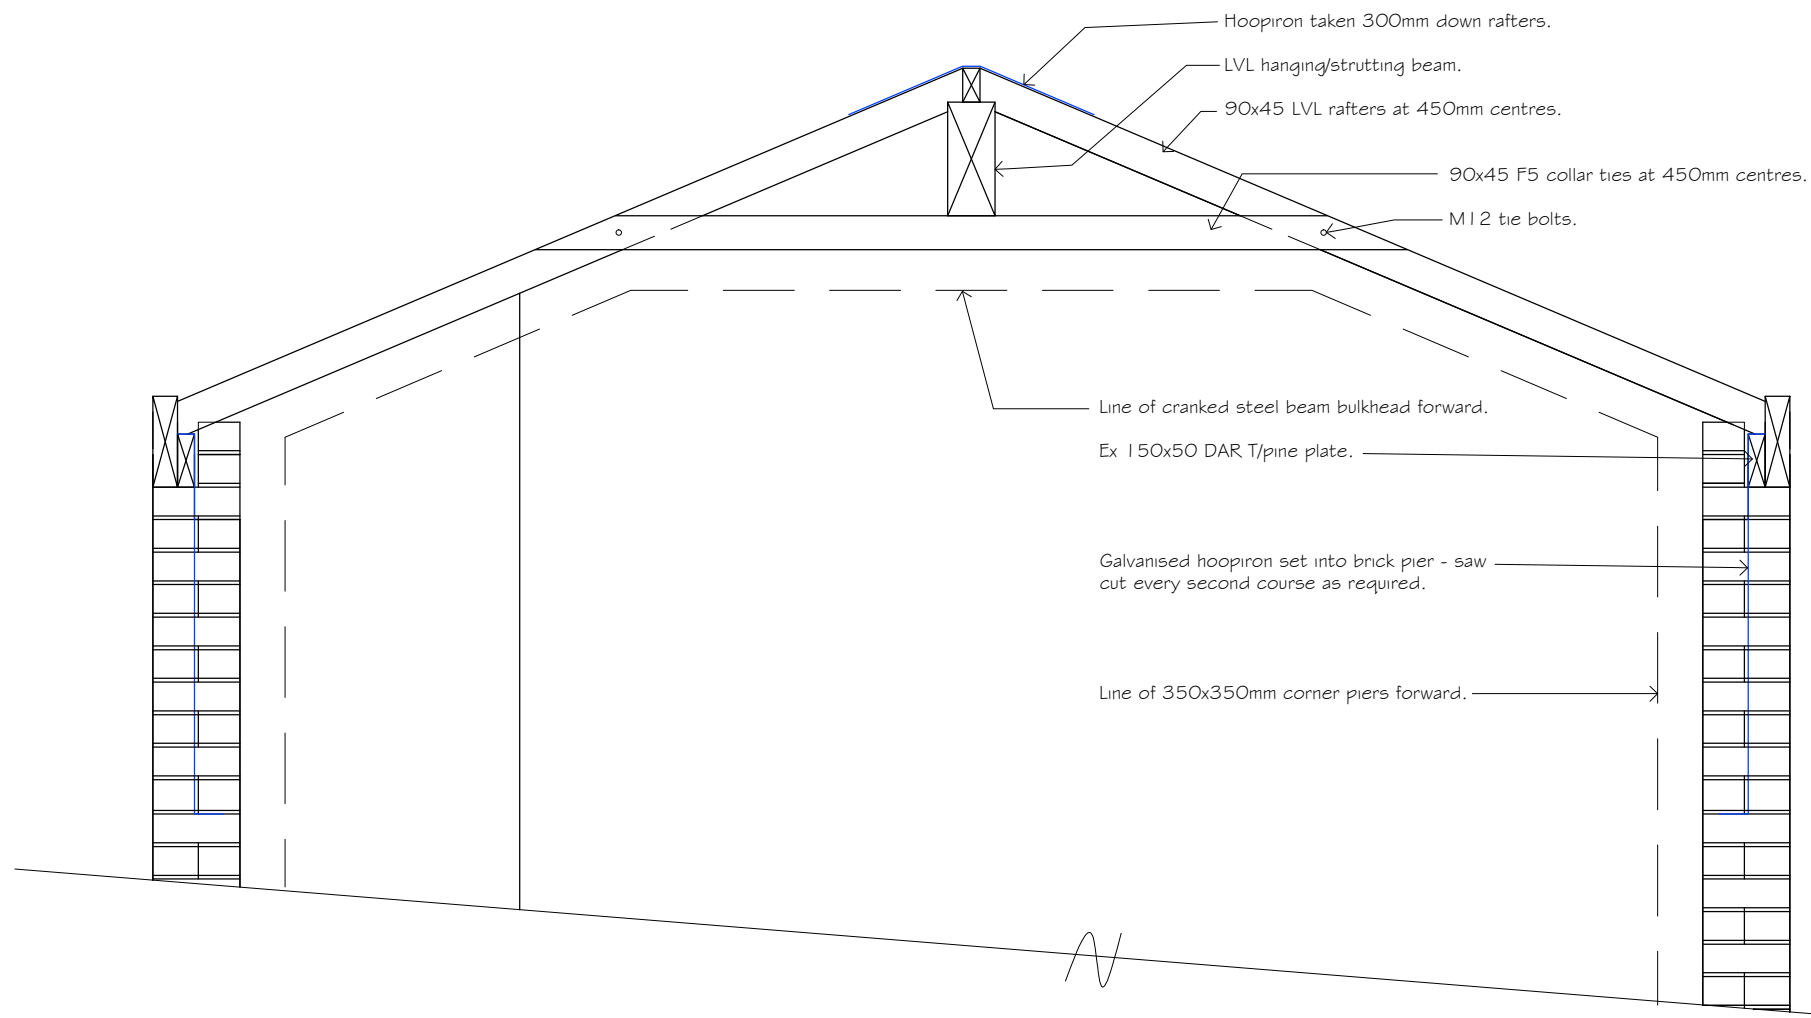 Hoopiron taken 300mm down rafters.
LVL hanging/strutting beam.
90x45 LVL rafters at 450mm centres.
90x45 F5 collar ties at 450mm centres.
M12 tie bolts.
Line of cranked steel beam bulkhead forward.
Ex 150x50 DAR T/pine plate.
Galvanised hoopiron set into brick pier - saw
cut every second course as required.
Line of 350x350mm corner piers forward.